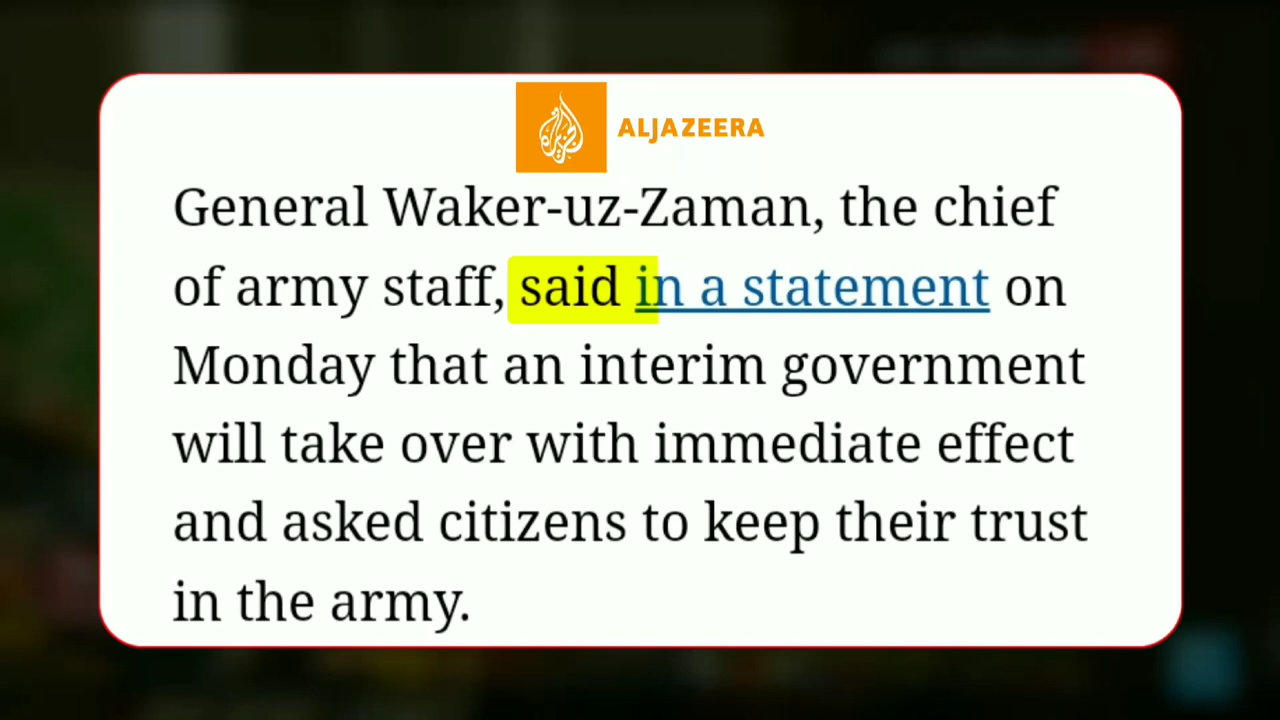 ALJAZEERA
General Waker-uz-Zaman, the chief
of army staff, said in a statement on
Monday that an interim government
will take over with immediate effect
and asked citizens to keep their trust
in the army.